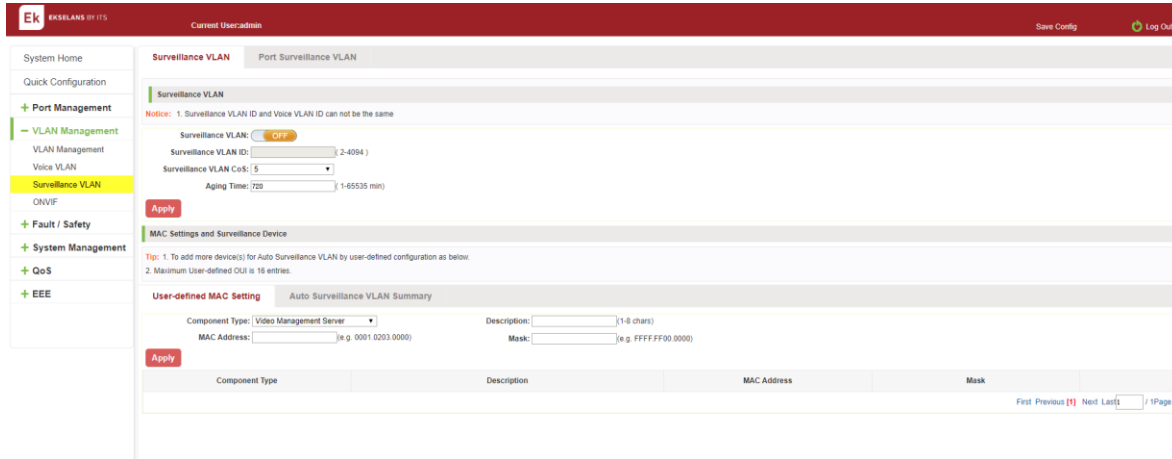 Ek EKSELANS BY ITS
Current User:admin
Save Config
Log Out
System Home
Quick Configuration
+ Port Management
− VLAN Management
VLAN Management
Voice VLAN
Surveillance VLAN
ONVIF
+ Fault / Safety
+ System Management
+ QoS
+ EEE
Surveillance VLAN Port Surveillance VLAN
Surveillance VLAN
Notice: 1. Surveillance VLAN ID and Voice VLAN ID can not be the same
Surveillance VLAN: OFF
Surveillance VLAN ID: ( 2-4094 )
Surveillance VLAN CoS: 5
Aging Time: 720 ( 1-65535 min)
Apply
MAC Settings and Surveillance Device
Tip: 1. To add more device(s) for Auto Surveillance VLAN by user-defined configuration as below.
2. Maximum User-defined OUI is 16 entries.
User-defined MAC Setting Auto Surveillance VLAN Summary
Component Type: Video Management Server Description: (1-8 chars)
MAC Address: (e.g. 0001.0203.0000) Mask: (e.g. FFFF.FF00.0000)
Apply
Component Type Description MAC Address Mask
First Previous [1] Next Last 1 / 1Page